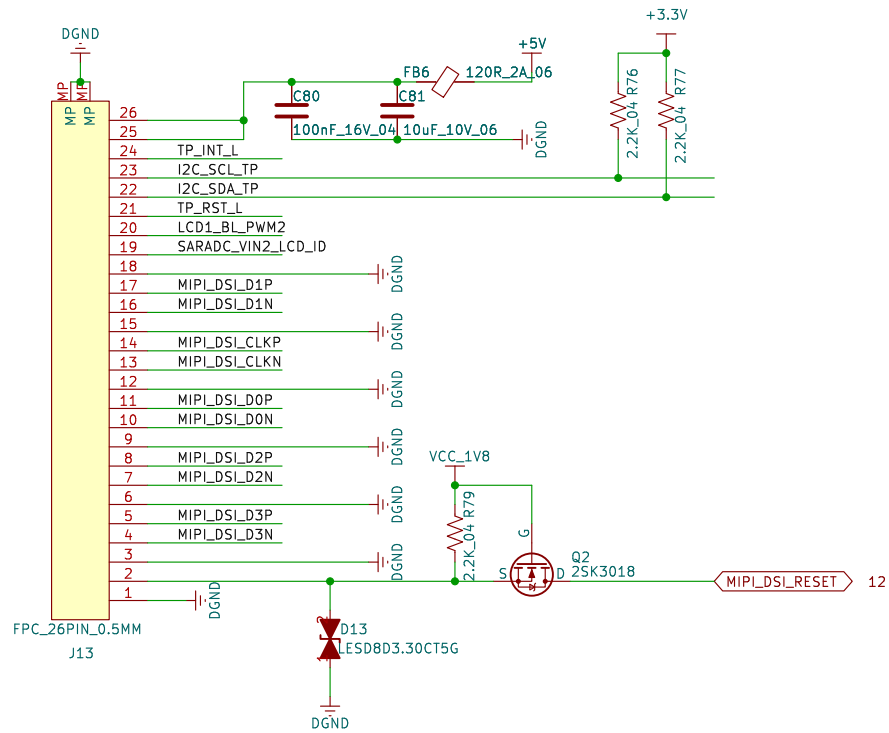 +3.3V
DGND
+5V
FB6 120R_2A_06
MP MP
MP MP
C80 C81
100nF_16V_04 10uF_10V_06
DGND
2.2K_04 R76
2.2K_04 R77
26
25
24 TP_INT_L
23 I2C_SCL_TP
22 I2C_SDA_TP
21 TP_RST_L
20 LCD1_BL_PWM2
19 SARADC_VIN2_LCD_ID
18 DGND
17 MIPI_DSI_D1P
16 MIPI_DSI_D1N
15 DGND
14 MIPI_DSI_CLKP
13 MIPI_DSI_CLKN
12 DGND
11 MIPI_DSI_D0P
10 MIPI_DSI_D0N
9 DGND
8 MIPI_DSI_D2P
7 MIPI_DSI_D2N
6 DGND
5 MIPI_DSI_D3P
4 MIPI_DSI_D3N
3 DGND
2
1 DGND
VCC_1V8
2.2K_04 R79
G
S D
Q2
2SK3018
MIPI_DSI_RESET 12
FPC_26PIN_0.5MM
J13
2
1
D13
LESD8D3.30CT5G
DGND